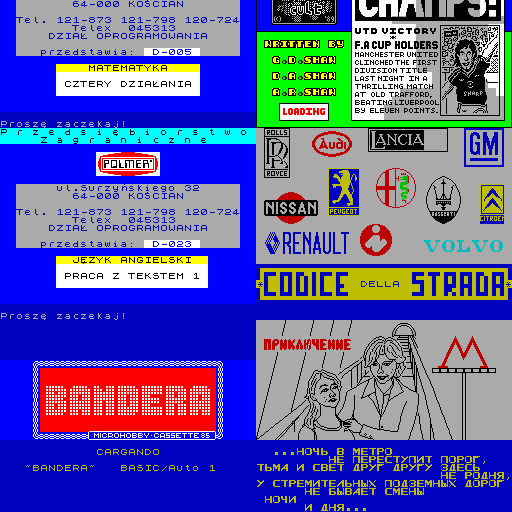 64-000 KOŚCIAN
Tel. 121-873 121-798 120-724
Telex 045313
DZIAŁ OPROGRAMOWANIA
przedstawia: D-005
MATEMATYKA
CZTERY DZIAŁANIA
Proszę zaczekaj!
Przedsiębiorstwo
Zagraniczne
POLMER
ul.Surzyńskiego 32
64-000 KOŚCIAN
Tel. 121-873 121-798 120-724
Telex 045313
DZIAŁ OPROGRAMOWANIA
przedstawia: D-023
JĘZYK ANGIELSKI
PRACA Z TEKSTEM 1
Proszę zaczekaj!
BANDERA
MICROHOBBY·CASSETTE 85
CARGANDO
"BANDERA" BASIC/Auto 1
cult
CHAMPS!
WRITTEN BY
G.D.SHAW
D.A.SHAW
A.R.SHAW
LOADING
UTD VICTORY
F.A CUP HOLDERS
MANCHESTER UNITED
CLINCHED THE FIRST
DIVISION TITLE
LAST NIGHT IN A
THRILLING MATCH
AT OLD TRAFFORD,
BEATING LIVERPOOL
BY ELEVEN POINTS.
SHARP
ROLLS
RR
ROYCE
Audi
LANCIA
GM
NISSAN
PEUGEOT
MASERATI
CITROËN
RENAULT
VOLVO
*CODICE DELLA STRADA*
ПРИКЛЮЧЕНИЕ
М
...НОЧЬ В МЕТРО
НЕ ПЕРЕСТУПИТ ПОРОГ,
ТЬМА И СВЕТ ДРУГ ДРУГУ ЗДЕСЬ
НЕ РОДНЯ,
У СТРЕМИТЕЛЬНЫХ ПОДЗЕМНЫХ ДОРОГ
НЕ БЫВАЕТ СМЕНЫ
НОЧИ
И ДНЯ...